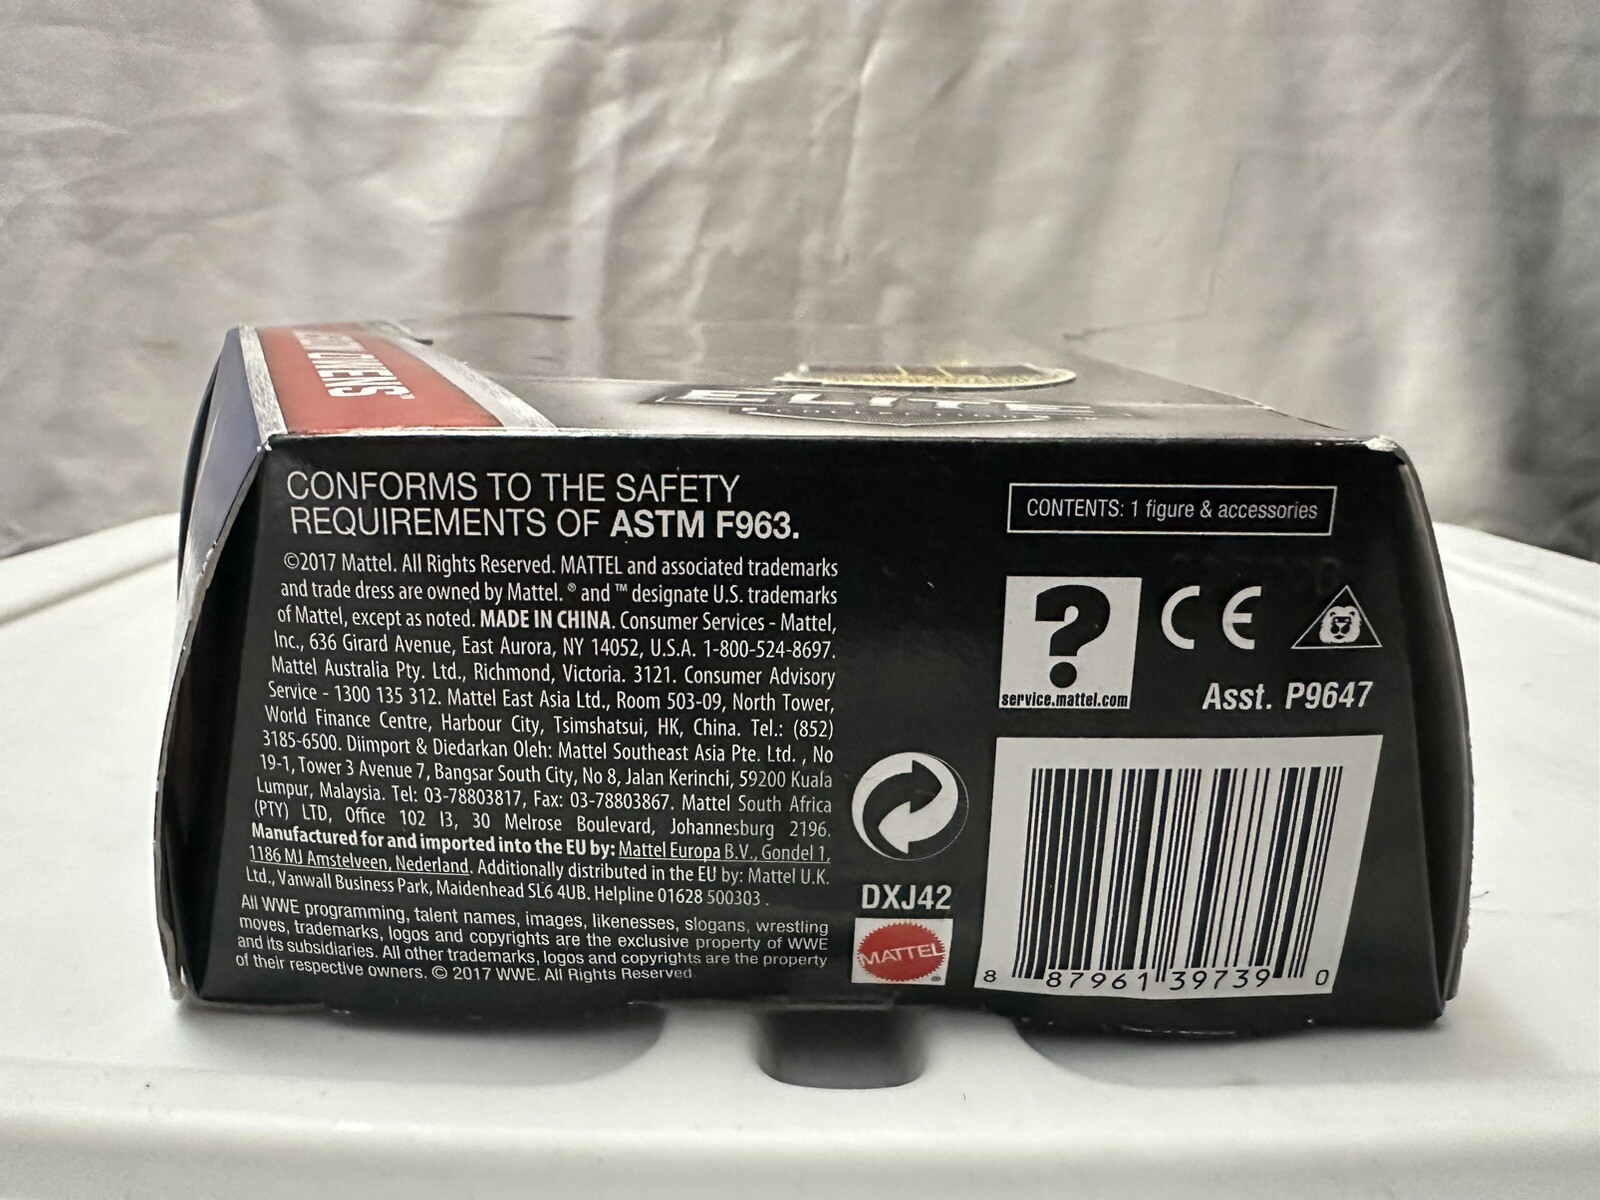 OWENS™
ELITE
CONFORMS TO THE SAFETY
REQUIREMENTS OF ASTM F963.
©2017 Mattel. All Rights Reserved. MATTEL and associated trademarks
and trade dress are owned by Mattel. ® and ™ designate U.S. trademarks
of Mattel, except as noted. MADE IN CHINA. Consumer Services - Mattel,
Inc., 636 Girard Avenue, East Aurora, NY 14052, U.S.A. 1-800-524-8697.
Mattel Australia Pty. Ltd., Richmond, Victoria. 3121. Consumer Advisory
Service - 1300 135 312. Mattel East Asia Ltd., Room 503-09, North Tower,
World Finance Centre, Harbour City, Tsimshatsui, HK, China. Tel.: (852)
3185-6500. Diimport & Diedarkan Oleh: Mattel Southeast Asia Pte. Ltd. , No
19-1, Tower 3 Avenue 7, Bangsar South City, No 8, Jalan Kerinchi, 59200 Kuala
Lumpur, Malaysia. Tel: 03-78803817, Fax: 03-78803867. Mattel South Africa
(PTY) LTD, Office 102 I3, 30 Melrose Boulevard, Johannesburg 2196.
Manufactured for and imported into the EU by: Mattel Europa B.V., Gondel 1,
1186 MJ Amstelveen, Nederland. Additionally distributed in the EU by: Mattel U.K.
Ltd., Vanwall Business Park, Maidenhead SL6 4UB. Helpline 01628 500303 .
All WWE programming, talent names, images, likenesses, slogans, wrestling
moves, trademarks, logos and copyrights are the exclusive property of WWE
and its subsidiaries. All other trademarks, logos and copyrights are the property
of their respective owners. © 2017 WWE. All Rights Reserved.
CONTENTS: 1 figure & accessories
?
service.mattel.com
CE
Asst. P9647
DXJ42
MATTEL®
8 87961 39739 0